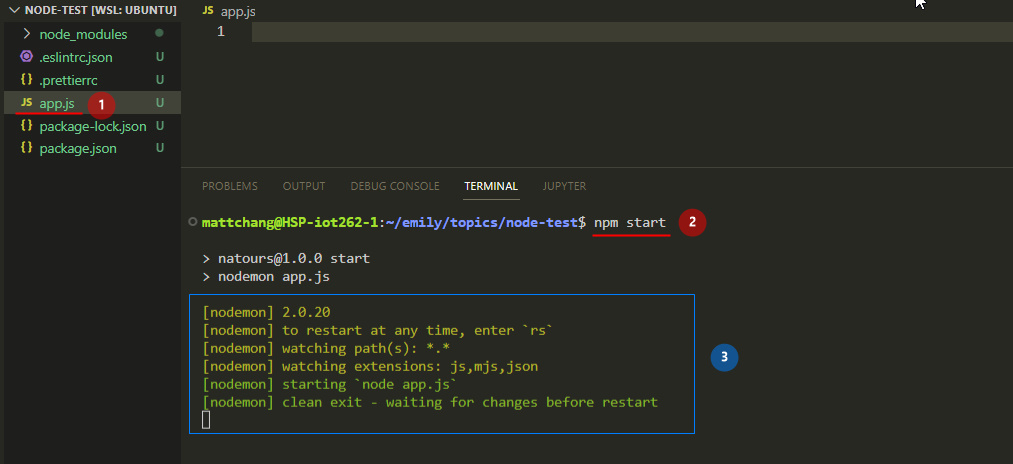 NODE-TEST [WSL: UBUNTU]
node_modules
.eslintrc.json U
{} .prettierrc U
JS app.js 1 U
{} package-lock.json U
{} package.json U
JS app.js
1
PROBLEMS OUTPUT DEBUG CONSOLE TERMINAL JUPYTER
mattchang@HSP-iot262-1:~/emily/topics/node-test$ npm start 2
> natours@1.0.0 start
> nodemon app.js
[nodemon] 2.0.20
[nodemon] to restart at any time, enter `rs`
[nodemon] watching path(s): *.*
[nodemon] watching extensions: js,mjs,json
3
[nodemon] starting `node app.js`
[nodemon] clean exit - waiting for changes before restart